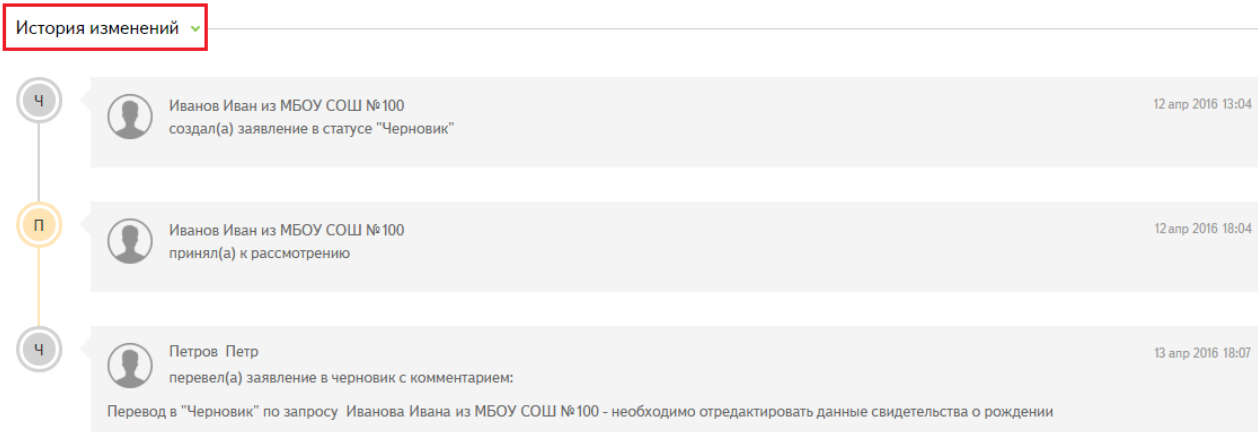 История изменений
Ч
Иванов Иван из МБОУ СОШ №100
12 апр 2016 13:04
создал(а) заявление в статусе "Черновик"
П
Иванов Иван из МБОУ СОШ №100
12 апр 2016 18:04
принял(а) к рассмотрению
Ч
Петров Петр
13 апр 2016 18:07
перевел(а) заявление в черновик с комментарием:
Перевод в "Черновик" по запросу Иванова Ивана из МБОУ СОШ №100 - необходимо отредактировать данные свидетельства о рождении